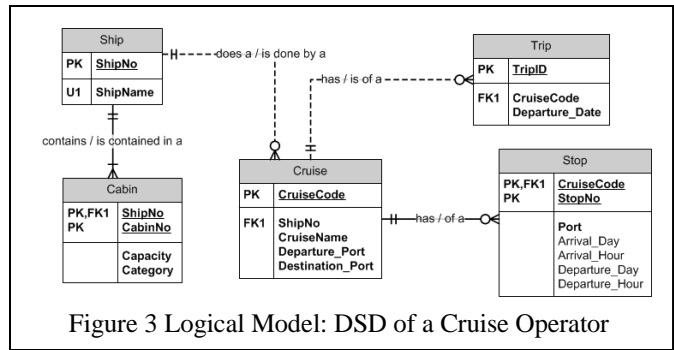 Ship
PK ShipNo
U1 ShipName
does a / is done by a
Trip
PK TripID
FK1 CruiseCode
Departure_Date
has / is of a
contains / is contained in a
Cabin
PK,FK1 ShipNo
PK CabinNo
Capacity
Category
Cruise
PK CruiseCode
FK1 ShipNo
CruiseName
Departure_Port
Destination_Port
has / of a
Stop
PK,FK1 CruiseCode
PK StopNo
Port
Arrival_Day
Arrival_Hour
Departure_Day
Departure_Hour
Figure 3 Logical Model: DSD of a Cruise Operator